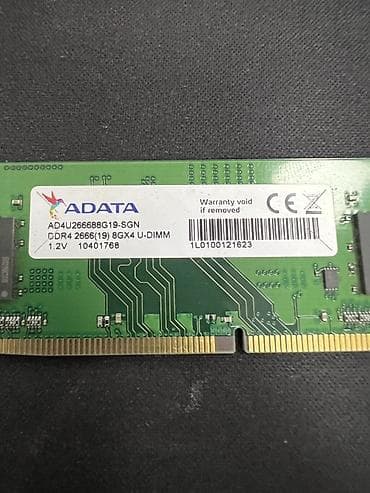 ADATA
AD4U266688G19-SGN
DDR4 2666(19) 8GX4 U-DIMM
1.2V 10401768
Warranty void
if removed
CE
1L0100121623